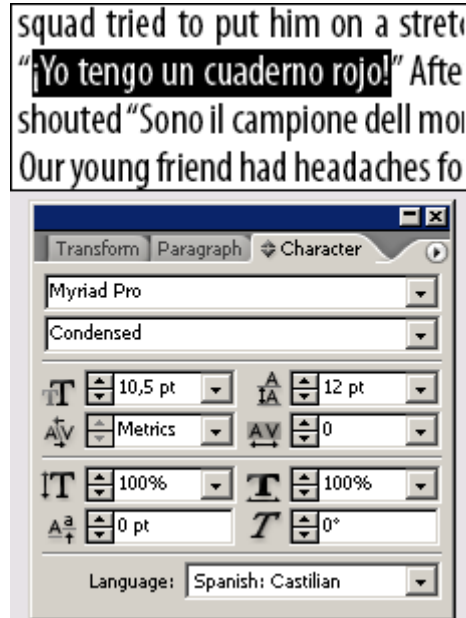 squad tried to put him on a
“¡Yo tengo un cuaderno rojo!” Afte
shouted “Sono il campione dell
Our young friend had headaches fo
Transform Paragraph Character
Myriad Pro
Condensed
10,5 pt 12 pt
Metrics 0
100% 100%
0 pt 0°
Language: Spanish: Castilian